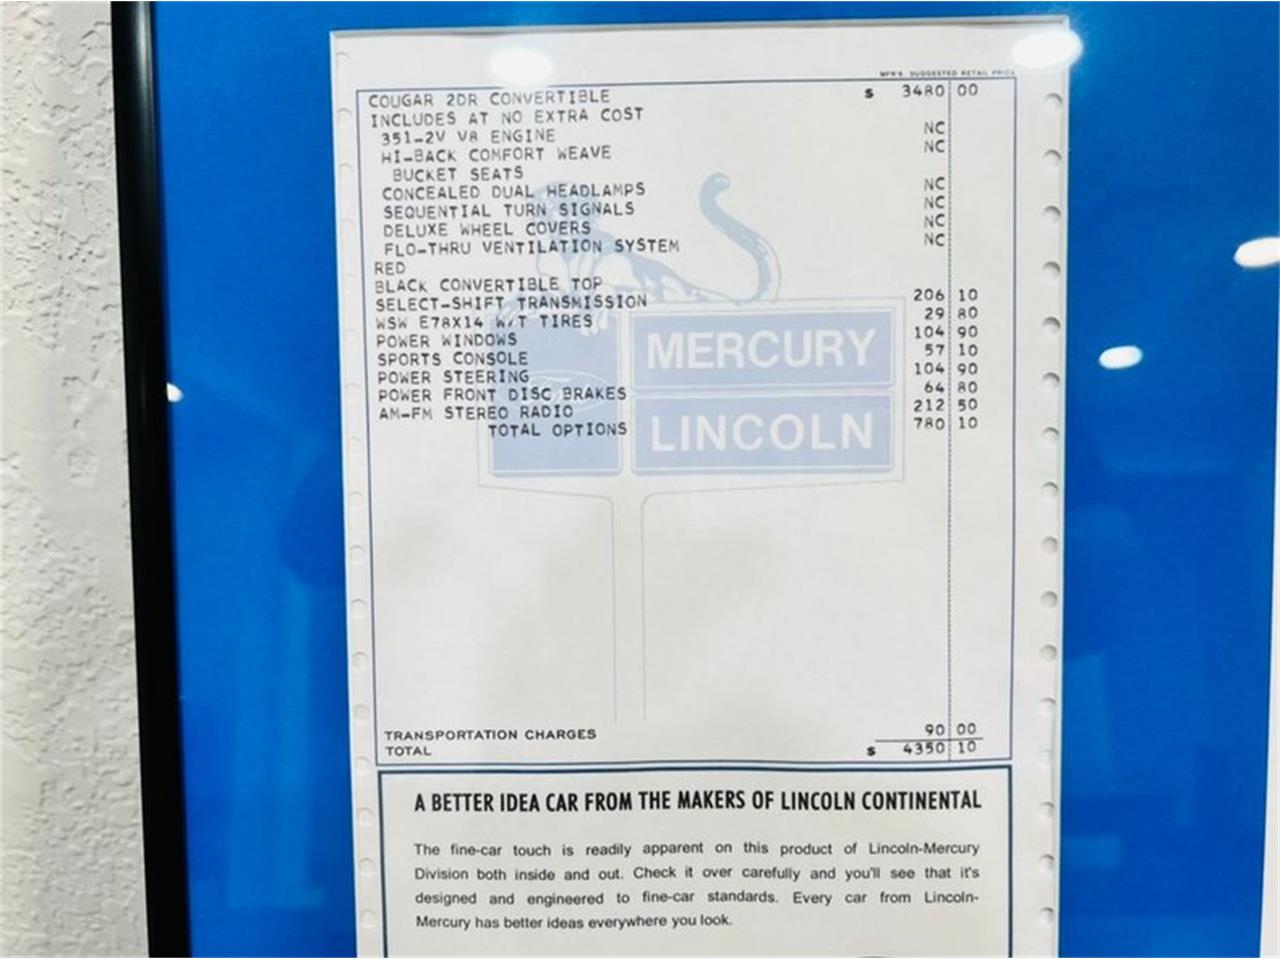 MFR'S. SUGGESTED RETAIL PRICE
COUGAR 2DR CONVERTIBLE $ 3480 00
INCLUDES AT NO EXTRA COST
351-2V V8 ENGINE NC
HI-BACK COMFORT WEAVE NC
BUCKET SEATS
CONCEALED DUAL HEADLAMPS NC
SEQUENTIAL TURN SIGNALS NC
DELUXE WHEEL COVERS NC
FLO-THRU VENTILATION SYSTEM NC
RED
BLACK CONVERTIBLE TOP
SELECT-SHIFT TRANSMISSION 206 10
WSW E78X14 W/T TIRES 29 80
POWER WINDOWS 104 90
SPORTS CONSOLE 57 10
POWER STEERING 104 90
POWER FRONT DISC BRAKES 64 80
AM-FM STEREO RADIO 212 50
TOTAL OPTIONS 780 10
MERCURY
LINCOLN
TRANSPORTATION CHARGES 90 00
TOTAL $ 4350 10
A BETTER IDEA CAR FROM THE MAKERS OF LINCOLN CONTINENTAL
The fine-car touch is readily apparent on this product of Lincoln-Mercury
Division both inside and out. Check it over carefully and you'll see that it's
designed and engineered to fine-car standards. Every car from Lincoln-
Mercury has better ideas everywhere you look.